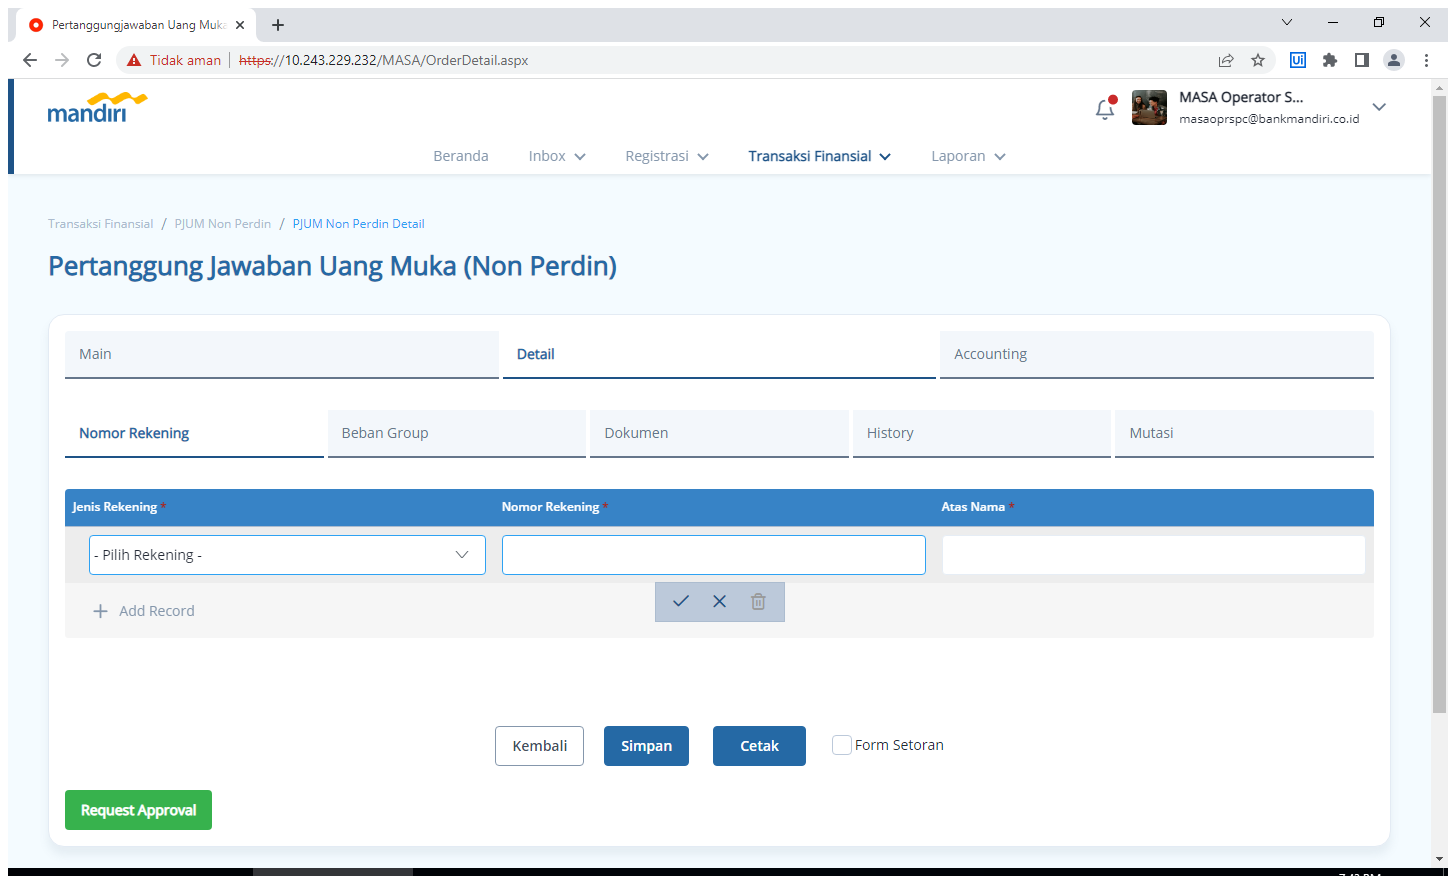 Pertanggungjawaban Uang Muka
Tidak aman https://10.243.229.232/MASA/OrderDetail.aspx
Ui
mandiri
MASA Operator S...
masaoprspc@bankmandiri.co.id
Beranda Inbox Registrasi Transaksi Finansial Laporan
Transaksi Finansial / PJUM Non Perdin / PJUM Non Perdin Detail
Pertanggung Jawaban Uang Muka (Non Perdin)
Main Detail Accounting
Nomor Rekening Beban Group Dokumen History Mutasi
Jenis Rekening * Nomor Rekening * Atas Nama *
- Pilih Rekening -
Add Record
Kembali Simpan Cetak Form Setoran
Request Approval